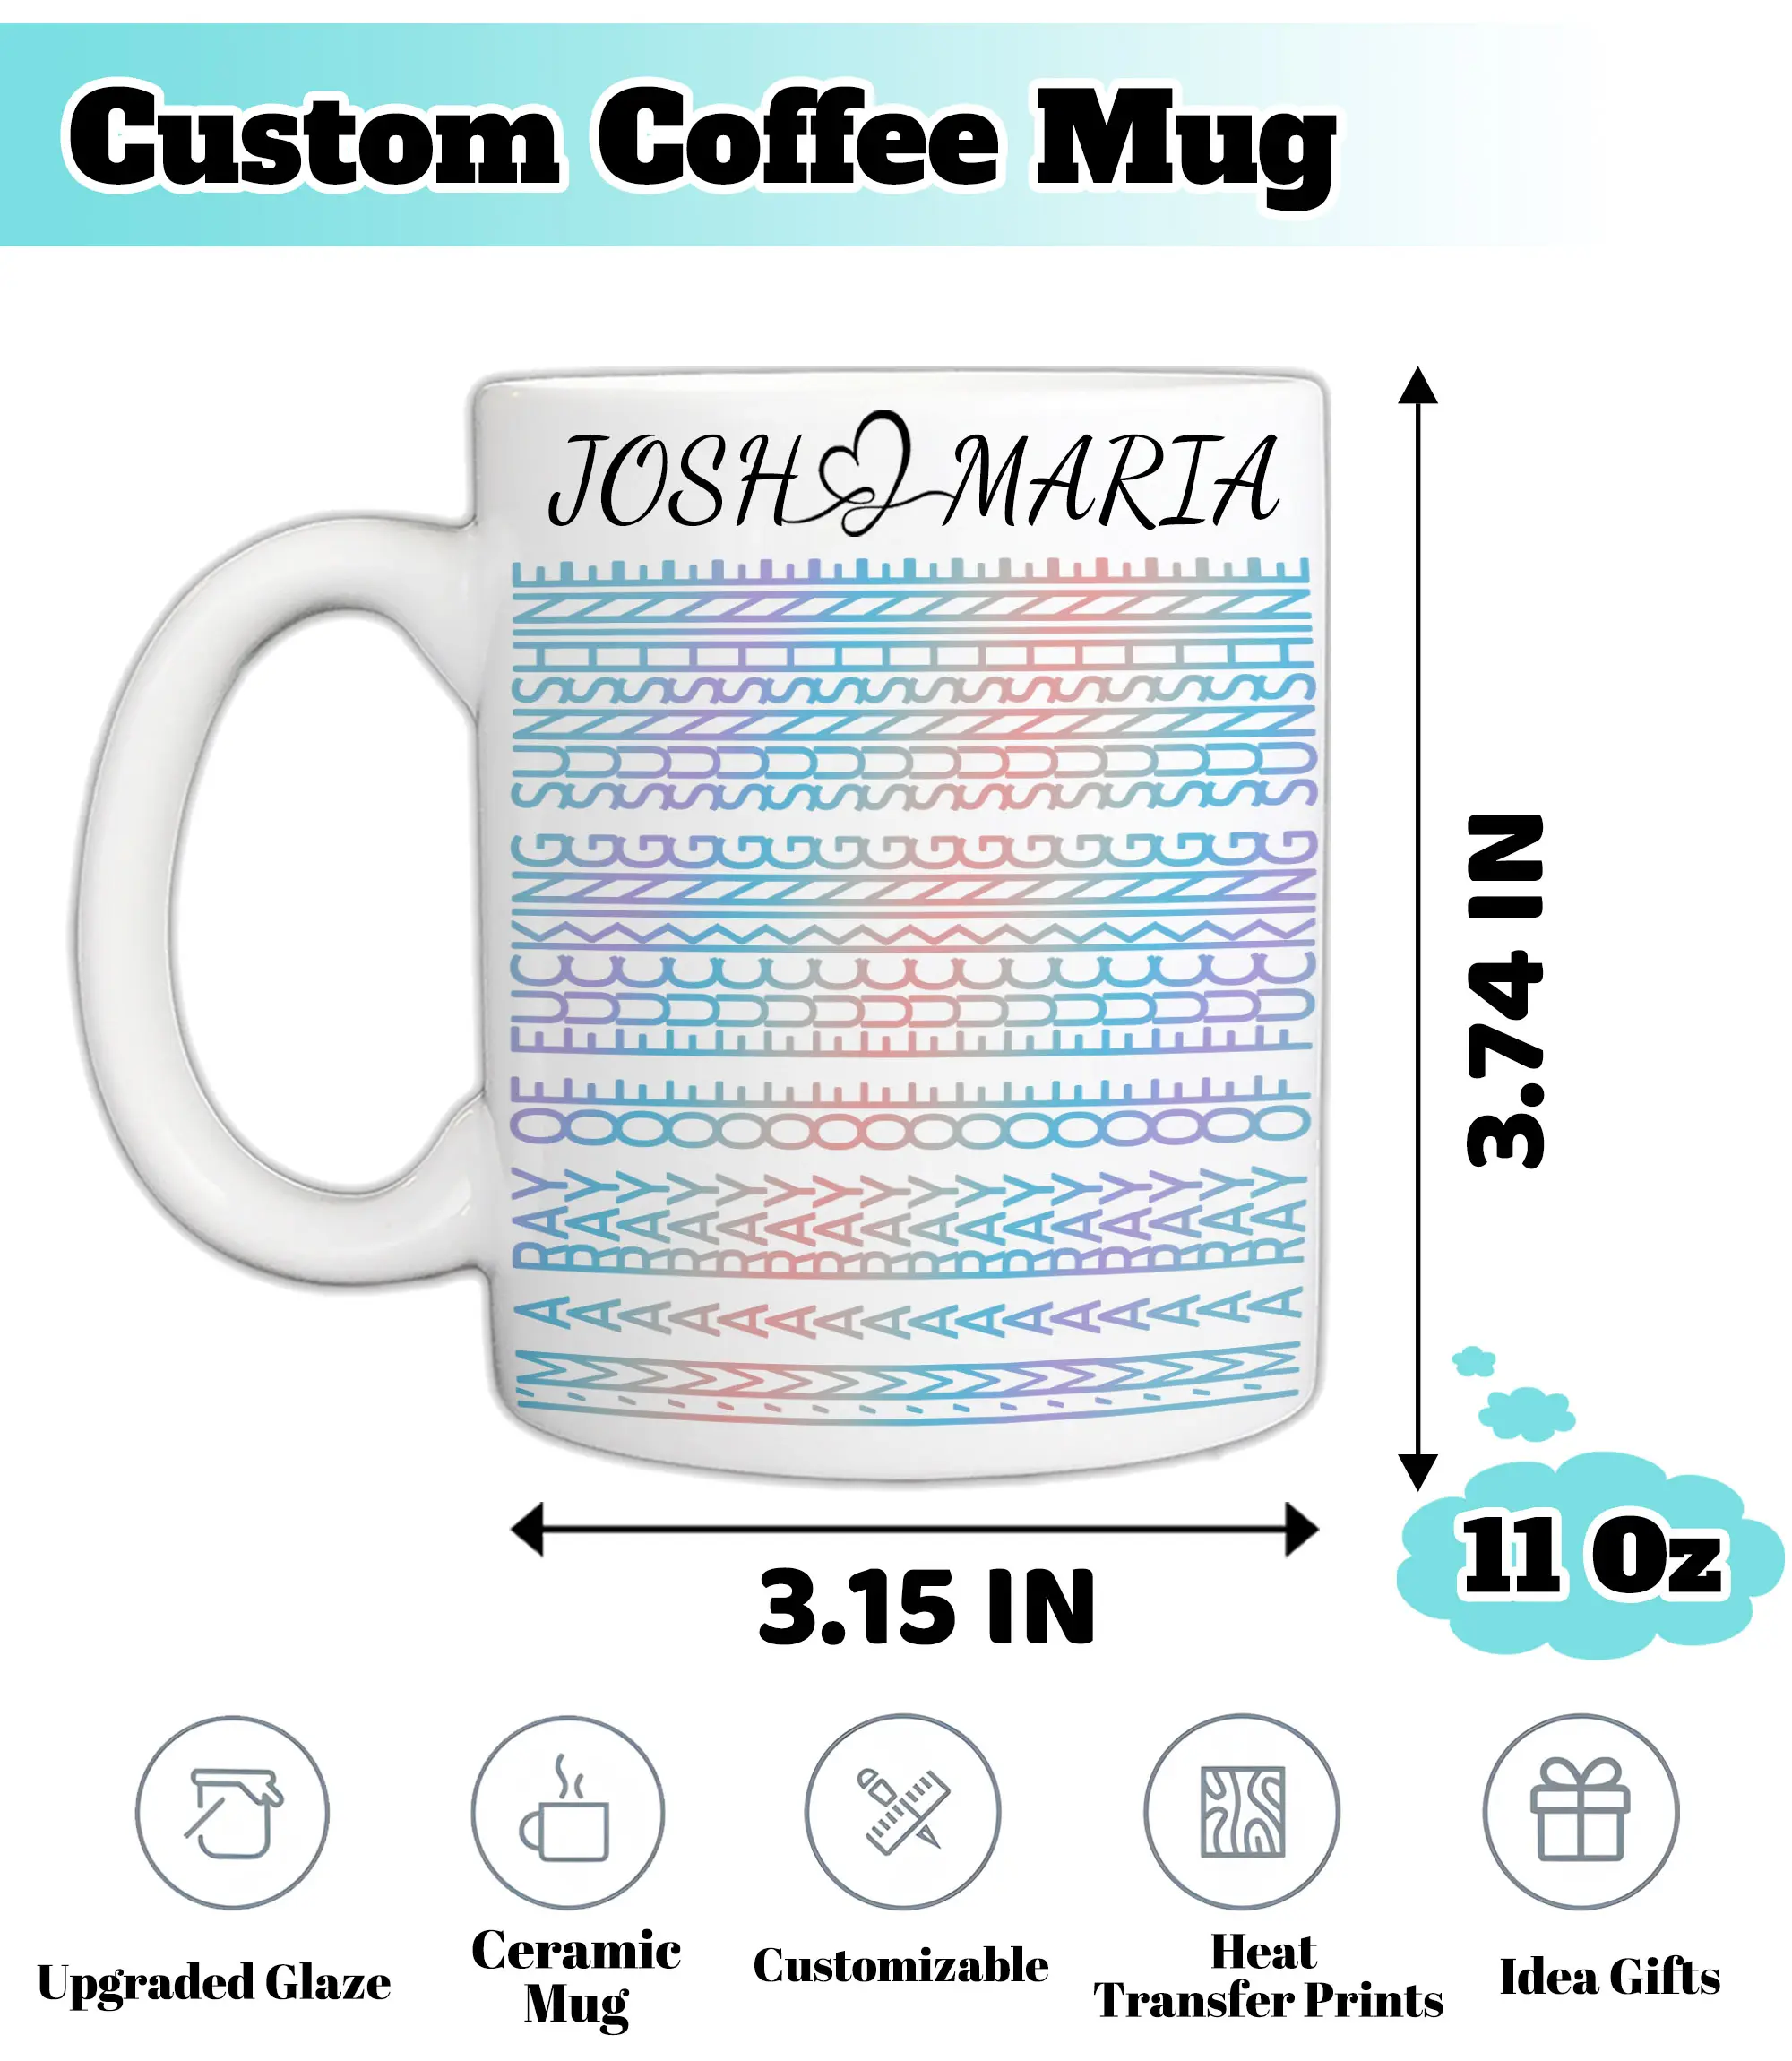 Custom Coffee Mug
JOSH MARIA
I'M A RAY OF FUCKING SUNSHINE
3.74 IN
3.15 IN
11 Oz
Upgraded Glaze
Ceramic
Mug
Customizable
Heat
Transfer Prints
Idea Gifts